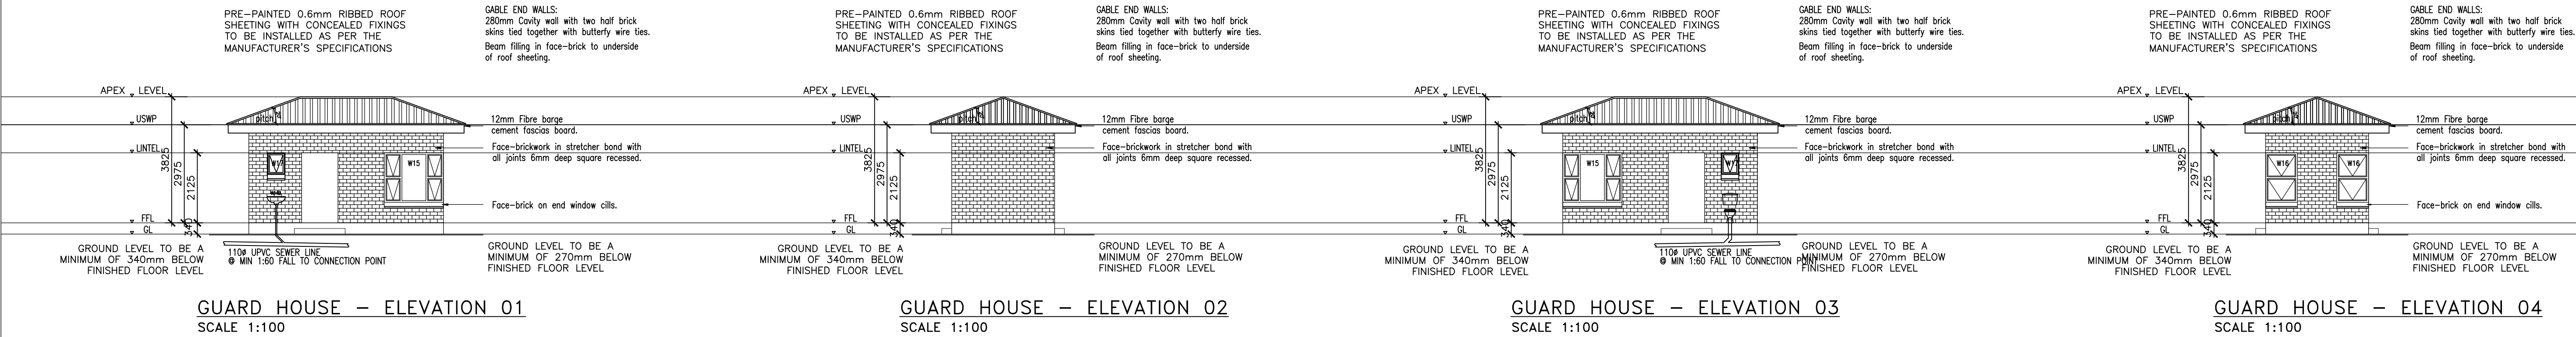 PRE-PAINTED 0.6mm RIBBED ROOF
SHEETING WITH CONCEALED FIXINGS
TO BE INSTALLED AS PER THE
MANUFACTURER'S SPECIFICATIONS
GABLE END WALLS:
280mm Cavity wall with two half brick
skins tied together with butterfy wire ties.
Beam filling in face-brick to underside
of roof sheeting.
APEX LEVEL
USWP
LINTEL
FFL
GL
3825
2975
2125
340
pitch
W17
W15
12mm Fibre barge
cement fascias board.
Face-brickwork in stretcher bond with
all joints 6mm deep square recessed.
Face-brick on end window cills.
GROUND LEVEL TO BE A
MINIMUM OF 340mm BELOW
FINISHED FLOOR LEVEL
110ø UPVC SEWER LINE
@ MIN 1:60 FALL TO CONNECTION POINT
GROUND LEVEL TO BE A
MINIMUM OF 270mm BELOW
FINISHED FLOOR LEVEL
GUARD HOUSE - ELEVATION 01
SCALE 1:100
PRE-PAINTED 0.6mm RIBBED ROOF
SHEETING WITH CONCEALED FIXINGS
TO BE INSTALLED AS PER THE
MANUFACTURER'S SPECIFICATIONS
GABLE END WALLS:
280mm Cavity wall with two half brick
skins tied together with butterfy wire ties.
Beam filling in face-brick to underside
of roof sheeting.
APEX LEVEL
USWP
LINTEL
FFL
GL
3825
2975
2125
340
pitch
12mm Fibre barge
cement fascias board.
Face-brickwork in stretcher bond with
all joints 6mm deep square recessed.
GROUND LEVEL TO BE A
MINIMUM OF 340mm BELOW
FINISHED FLOOR LEVEL
GROUND LEVEL TO BE A
MINIMUM OF 270mm BELOW
FINISHED FLOOR LEVEL
GUARD HOUSE - ELEVATION 02
SCALE 1:100
PRE-PAINTED 0.6mm RIBBED ROOF
SHEETING WITH CONCEALED FIXINGS
TO BE INSTALLED AS PER THE
MANUFACTURER'S SPECIFICATIONS
GABLE END WALLS:
280mm Cavity wall with two half brick
skins tied together with butterfy wire ties.
Beam filling in face-brick to underside
of roof sheeting.
APEX LEVEL
USWP
LINTEL
FFL
GL
3825
2975
2125
340
pitch
W15
W17
12mm Fibre barge
cement fascias board.
Face-brickwork in stretcher bond with
all joints 6mm deep square recessed.
GROUND LEVEL TO BE A
MINIMUM OF 340mm BELOW
FINISHED FLOOR LEVEL
110ø UPVC SEWER LINE
@ MIN 1:60 FALL TO CONNECTION POINT
GROUND LEVEL TO BE A
MINIMUM OF 270mm BELOW
FINISHED FLOOR LEVEL
GUARD HOUSE - ELEVATION 03
SCALE 1:100
PRE-PAINTED 0.6mm RIBBED ROOF
SHEETING WITH CONCEALED FIXINGS
TO BE INSTALLED AS PER THE
MANUFACTURER'S SPECIFICATIONS
GABLE END WALLS:
280mm Cavity wall with two half brick
skins tied together with butterfy wire ties.
Beam filling in face-brick to underside
of roof sheeting.
APEX LEVEL
USWP
LINTEL
FFL
GL
3825
2975
2125
340
pitch
W16
W16
12mm Fibre barge
cement fascias board.
Face-brickwork in stretcher bond with
all joints 6mm deep square recessed.
Face-brick on end window cills.
GROUND LEVEL TO BE A
MINIMUM OF 340mm BELOW
FINISHED FLOOR LEVEL
GROUND LEVEL TO BE A
MINIMUM OF 270mm BELOW
FINISHED FLOOR LEVEL
GUARD HOUSE - ELEVATION 04
SCALE 1:100